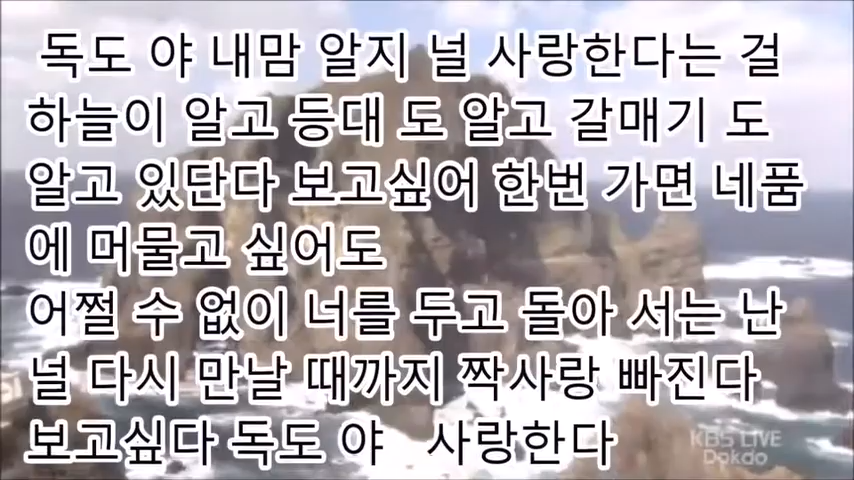 독도 야 내맘 알지 널 사랑한다는 걸
하늘이 알고 등대 도 알고 갈매기 도
알고 있단다 보고싶어 한번 가면 네품
에 머물고 싶어도
어쩔 수 없이 너를 두고 돌아 서는 난
널 다시 만날 때까지 짝사랑 빠진다
보고싶다 독도 야 사랑한다
KBS LIVE
Dokdo